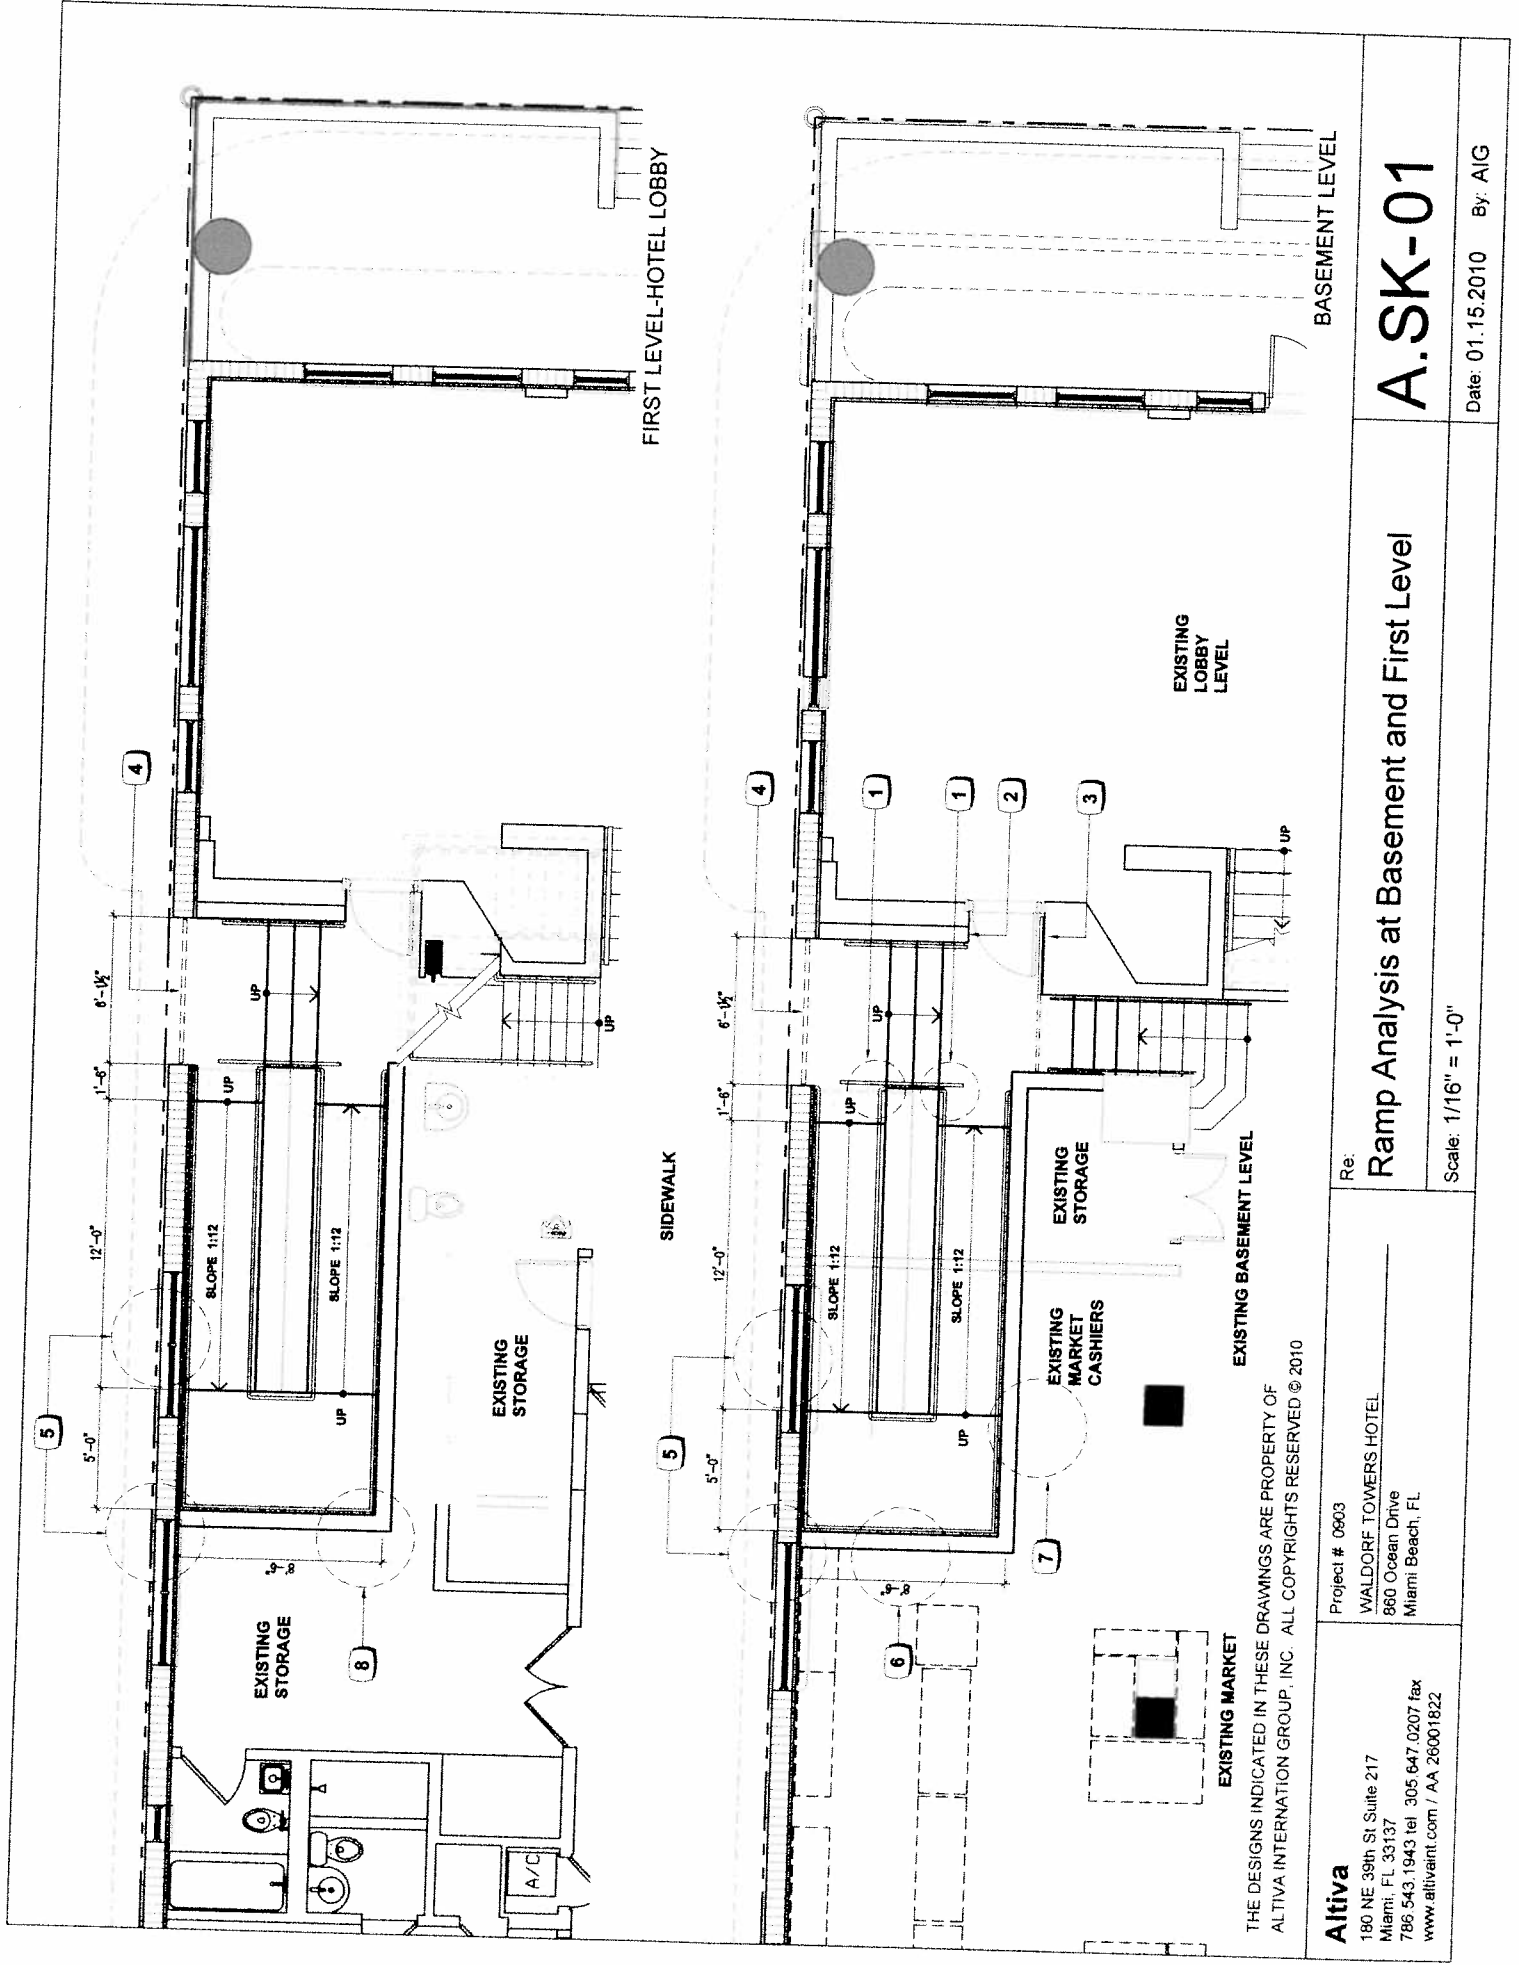 4
5
6'-1½"
1'-6"
12'-0"
5'-0"
UP
UP
SLOPE 1:12
SLOPE 1:12
UP
UP
8'-6"
8
EXISTING
STORAGE
EXISTING
STORAGE
A/C
FIRST LEVEL-HOTEL LOBBY
SIDEWALK
4
1
1
2
3
5
6'-1½"
1'-6"
12'-0"
5'-0"
UP
UP
SLOPE 1:12
SLOPE 1:12
UP
UP
8'-6"
6
7
EXISTING
LOBBY
LEVEL
EXISTING
STORAGE
EXISTING
MARKET
CASHIERS
EXISTING BASEMENT LEVEL
EXISTING MARKET
BASEMENT LEVEL
THE DESIGNS INDICATED IN THESE DRAWINGS ARE PROPERTY OF
ALTIVA INTERNATION GROUP, INC. ALL COPYRIGHTS RESERVED © 2010
Altiva
180 NE 39th St Suite 217
Miami, FL 33137
786.543.1943 tel 305.647.0207 fax
www.altivaint.com / AA 26001822
Project # 0903
WALDORF TOWERS HOTEL
860 Ocean Drive
Miami Beach, FL
Re:
Ramp Analysis at Basement and First Level
Scale: 1/16" = 1'-0"
A.SK-01
Date: 01.15.2010 By: AIG